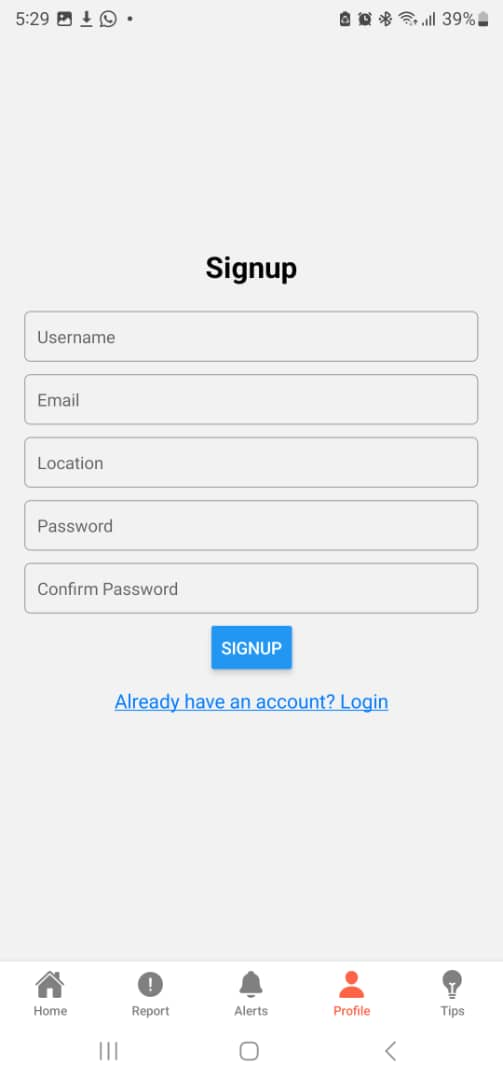 5:29 39%
Signup
Username
Email
Location
Password
Confirm Password
SIGNUP
Already have an account? Login
Home Report Alerts Profile Tips